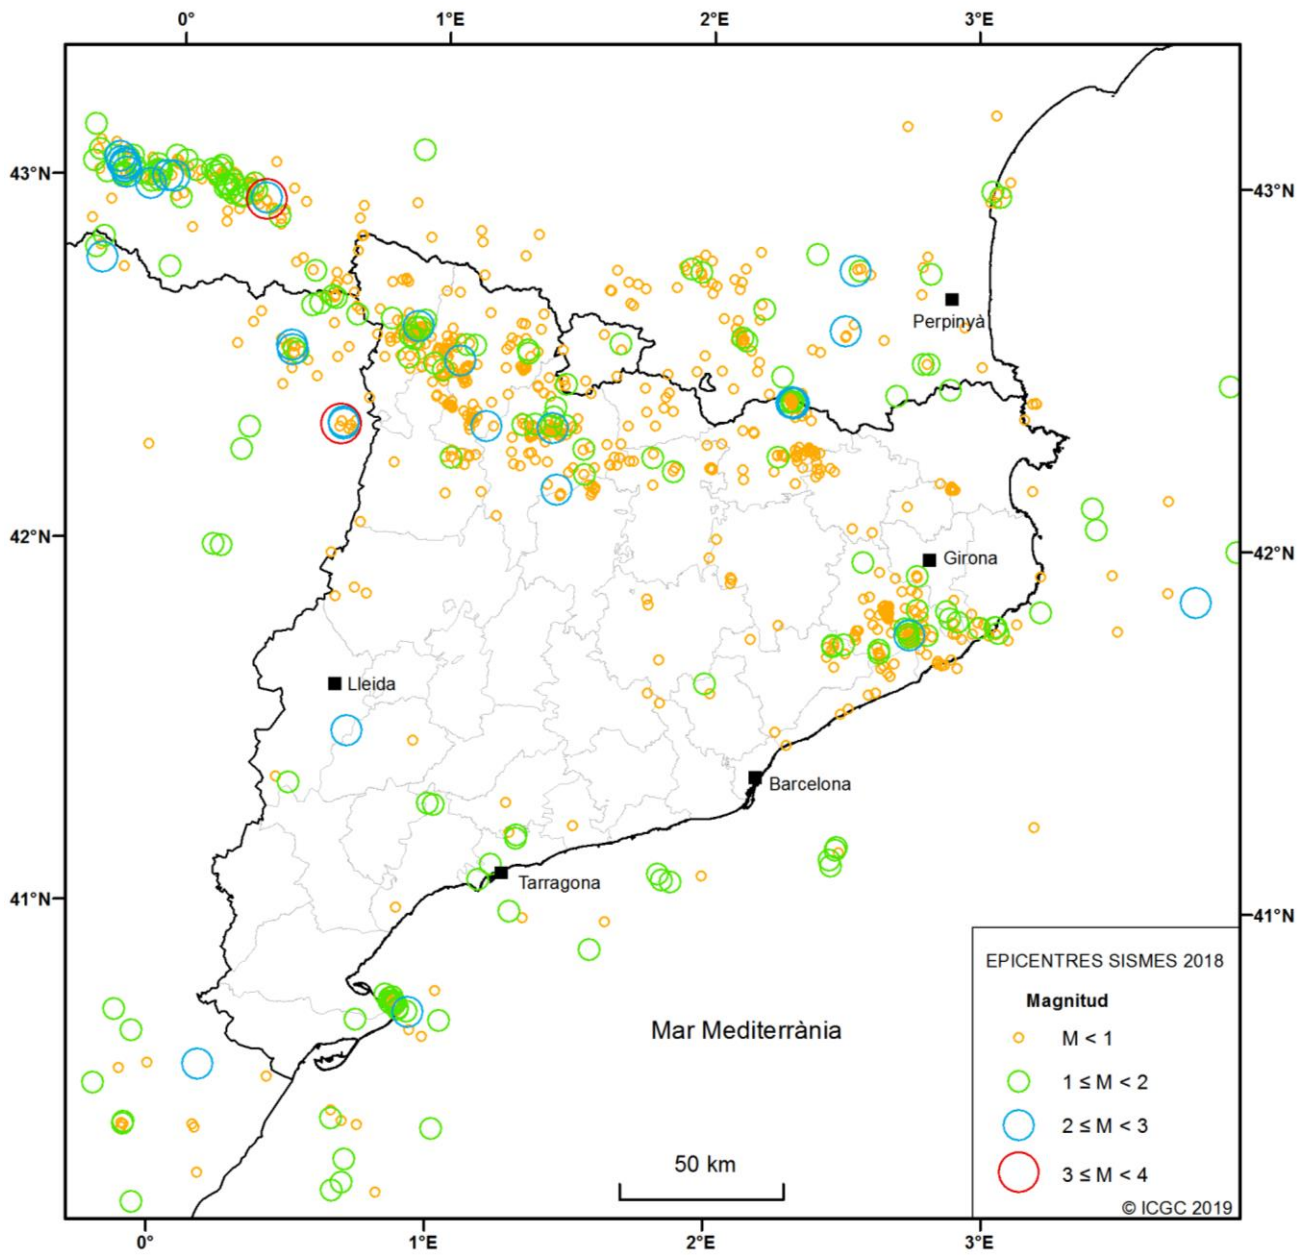 0° 1°E 2°E 3°E
43°N 43°N
Perpinyà
42°N 42°N
Girona
Lleida
Barcelona
Tarragona
41°N 41°N
EPICENTRES SISMES 2018
Magnitud
Mar Mediterrània
M < 1
1 ≤ M < 2
2 ≤ M < 3
50 km
3 ≤ M < 4
© ICGC 2019
0° 1°E 2°E 3°E